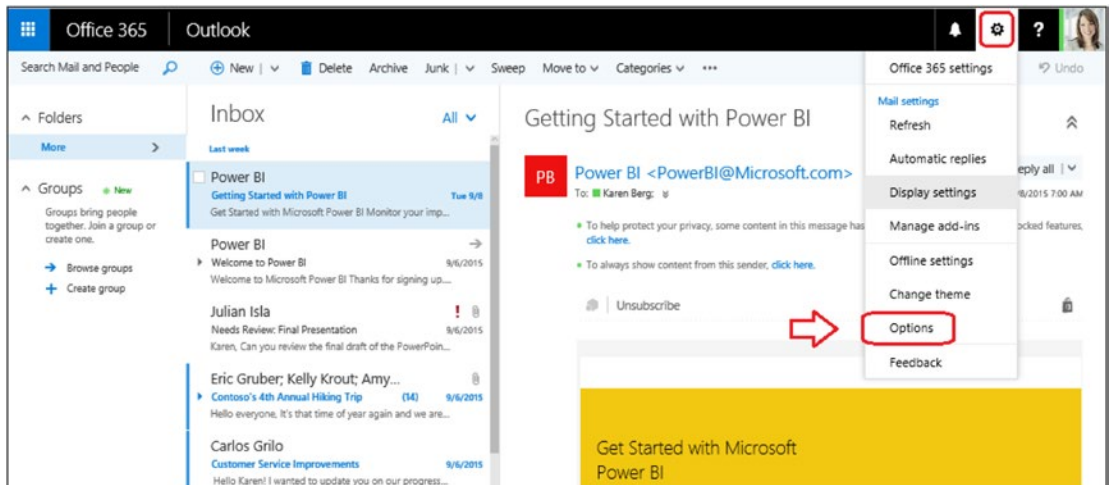 Office 365
Outlook
?
Search Mail and People
New
Delete
Archive
Junk
Sweep
Move to
Categories
•••
Undo
Folders
More
Groups
New
Groups bring people
together. Join a group or
create one.
Browse groups
Create group
Inbox
All
Last week
Power BI
Getting Started with Power BI
Tue 9/8
Get Started with Microsoft Power BI Monitor your imp...
Power BI
Welcome to Power BI
9/6/2015
Welcome to Microsoft Power BI Thanks for signing up....
Julian Isla
!
Needs Review: Final Presentation
9/6/2015
Karen, Can you review the final draft of the PowerPoin...
Eric Gruber; Kelly Krout; Amy...
Contoso's 4th Annual Hiking Trip
(14)
9/6/2015
Hello everyone, It's that time of year again and we are...
Carlos Grilo
Customer Service Improvements
9/6/2015
Hello Karen! I wanted to update you on our progress...
Getting Started with Power BI
PB
Power BI <PowerBI@Microsoft.com>
To: Karen Berg;
eply all
/8/2015 7:00 AM
To help protect your privacy, some content in this message has
ocked features,
click here.
To always show content from this sender, click here.
Unsubscribe
Get Started with Microsoft
Power BI
Office 365 settings
Mail settings
Refresh
Automatic replies
Display settings
Manage add-ins
Offline settings
Change theme
Options
Feedback